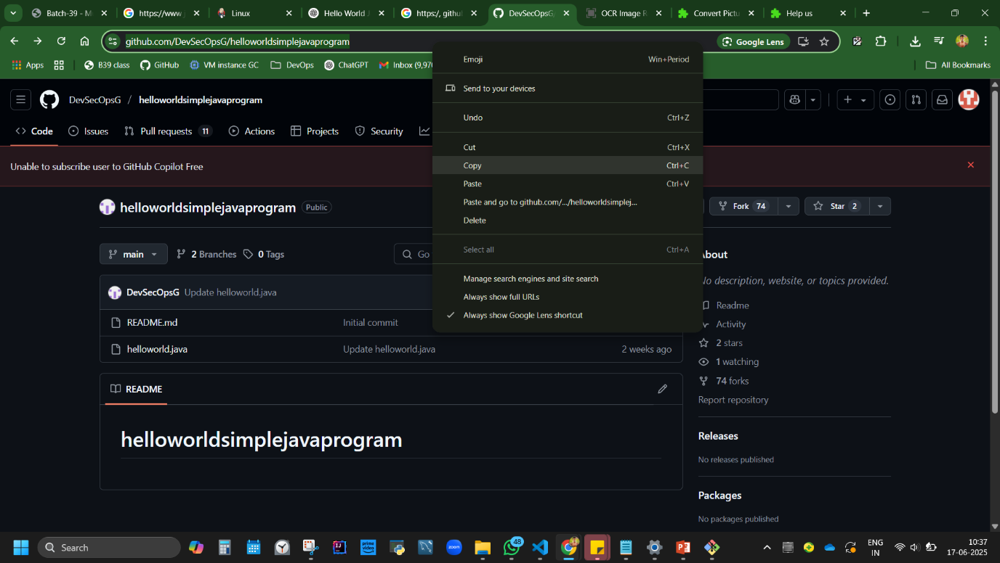 Batch-39 - M
https://www.
Linux
Hello World J
https:/, githu
DevSecOpsG/
OCR Image R
Convert Pictu
Help us
github.com/DevSecOpsG/helloworldsimplejavaprogram
Google Lens
Apps
B39 class
GitHub
VM instance GC
DevOps
ChatGPT
Inbox (9,970
All Bookmarks
DevSecOpsG / helloworldsimplejavaprogram
Code
Issues
Pull requests 11
Actions
Projects
Security
Unable to subscribe user to GitHub Copilot Free
Emoji Win+Period
Send to your devices
Undo Ctrl+Z
Cut Ctrl+X
Copy Ctrl+C
Paste Ctrl+V
Paste and go to github.com/.../helloworldsimplej...
Delete
Select all Ctrl+A
Manage search engines and site search
Always show full URLs
Always show Google Lens shortcut
helloworldsimplejavaprogram Public
Fork 74
Star 2
main
2 Branches
0 Tags
Go
DevSecOpsG Update helloworld.java
README.md Initial commit
helloworld.java Update helloworld.java 2 weeks ago
README
helloworldsimplejavaprogram
About
No description, website, or topics provided.
Readme
Activity
2 stars
1 watching
74 forks
Report repository
Releases
No releases published
Packages
No packages published
Search
48
ENG
IN
10:37
17-06-2025